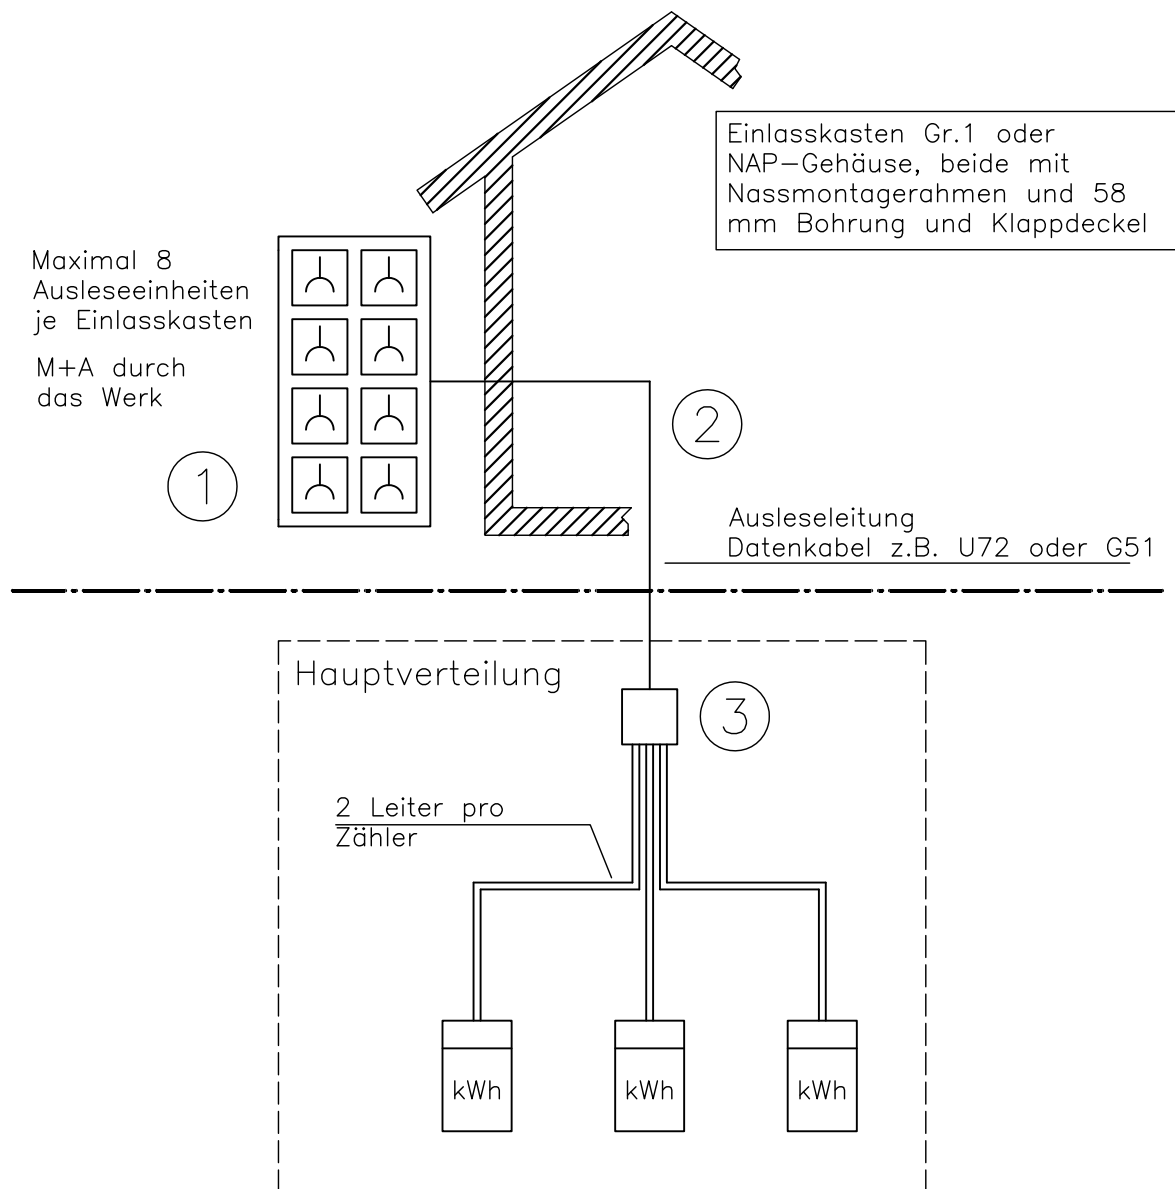 Einlasskasten Gr.1 oder
NAP-Gehäuse, beide mit
Nassmontagerahmen und 58
mm Bohrung und Klappdeckel
Maximal 8
Ausleseeinheiten
je Einlasskasten
M+A durch
das Werk
1
2
Ausleseleitung
Datenkabel z.B. U72 oder G51
Hauptverteilung
3
2 Leiter pro
Zähler
kWh
kWh
kWh